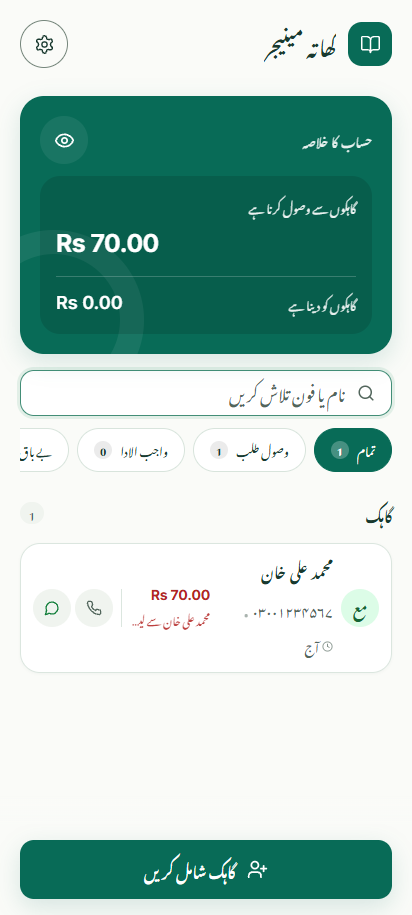 کھاتہ مینیجر
حساب کا خلاصہ
گاہکوں سے وصول کرنا ہے
Rs 70.00
گاہکوں کو دینا ہے
Rs 0.00
نام یا فون تلاش کریں
تمام 1
وصول طلب 1
واجب الادا 0
بے باق
گاہک
1
محمد علی خان
مع
۰۳۰۰۱۲۳۴۵۶۷ •
آج
Rs 70.00
محمد علی خان سے لیـ...
گاہک شامل کریں